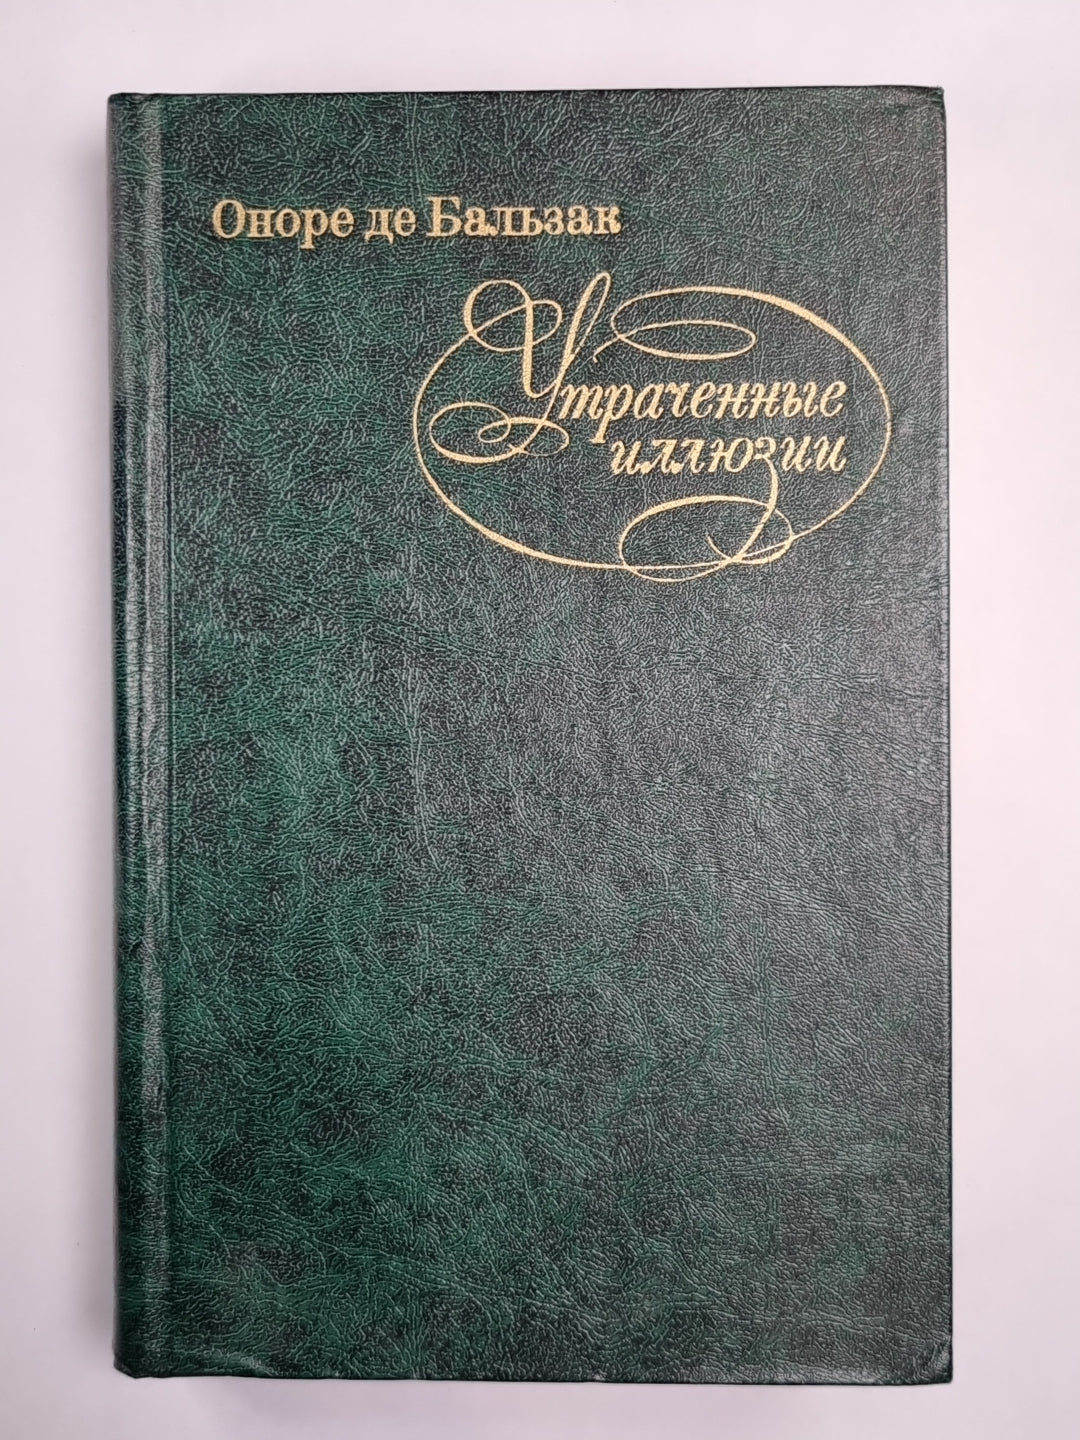 Оноре де Бальзак
Утраченные
иллюзии